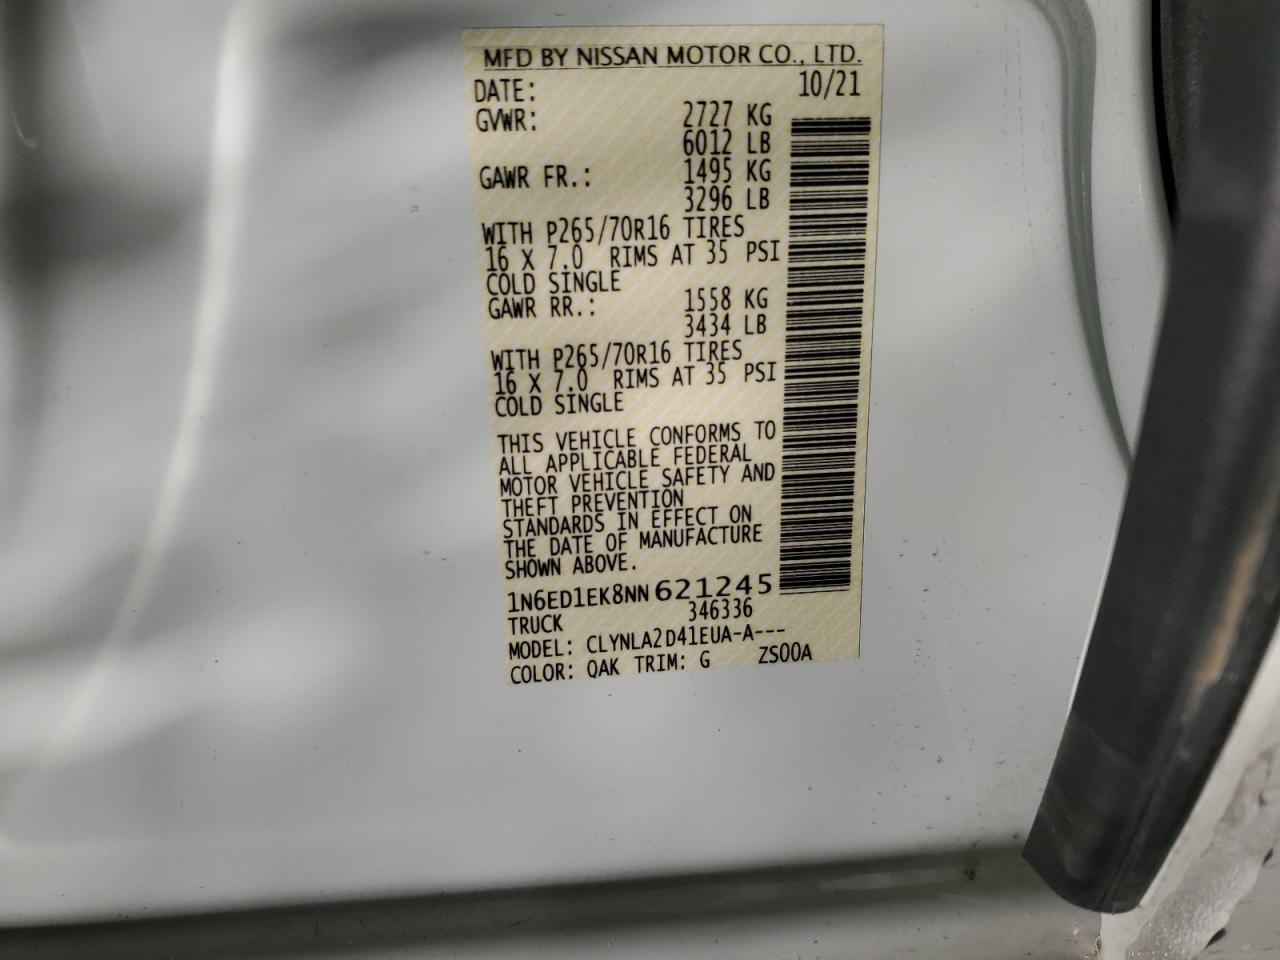 MFD BY NISSAN MOTOR CO., LTD.
DATE: 10/21
GVWR: 2727 KG
6012 LB
GAWR FR.: 1495 KG
3296 LB
WITH P265/70R16 TIRES
16 X 7.0 RIMS AT 35 PSI
COLD SINGLE
GAWR RR.: 1558 KG
3434 LB
WITH P265/70R16 TIRES
16 X 7.0 RIMS AT 35 PSI
COLD SINGLE
THIS VEHICLE CONFORMS TO
ALL APPLICABLE FEDERAL
MOTOR VEHICLE SAFETY AND
THEFT PREVENTION
STANDARDS IN EFFECT ON
THE DATE OF MANUFACTURE
SHOWN ABOVE.
1N6ED1EK8NN621245
TRUCK 346336
MODEL: CLYNLA2D41EUA-A---
COLOR: QAK TRIM: G ZS00A